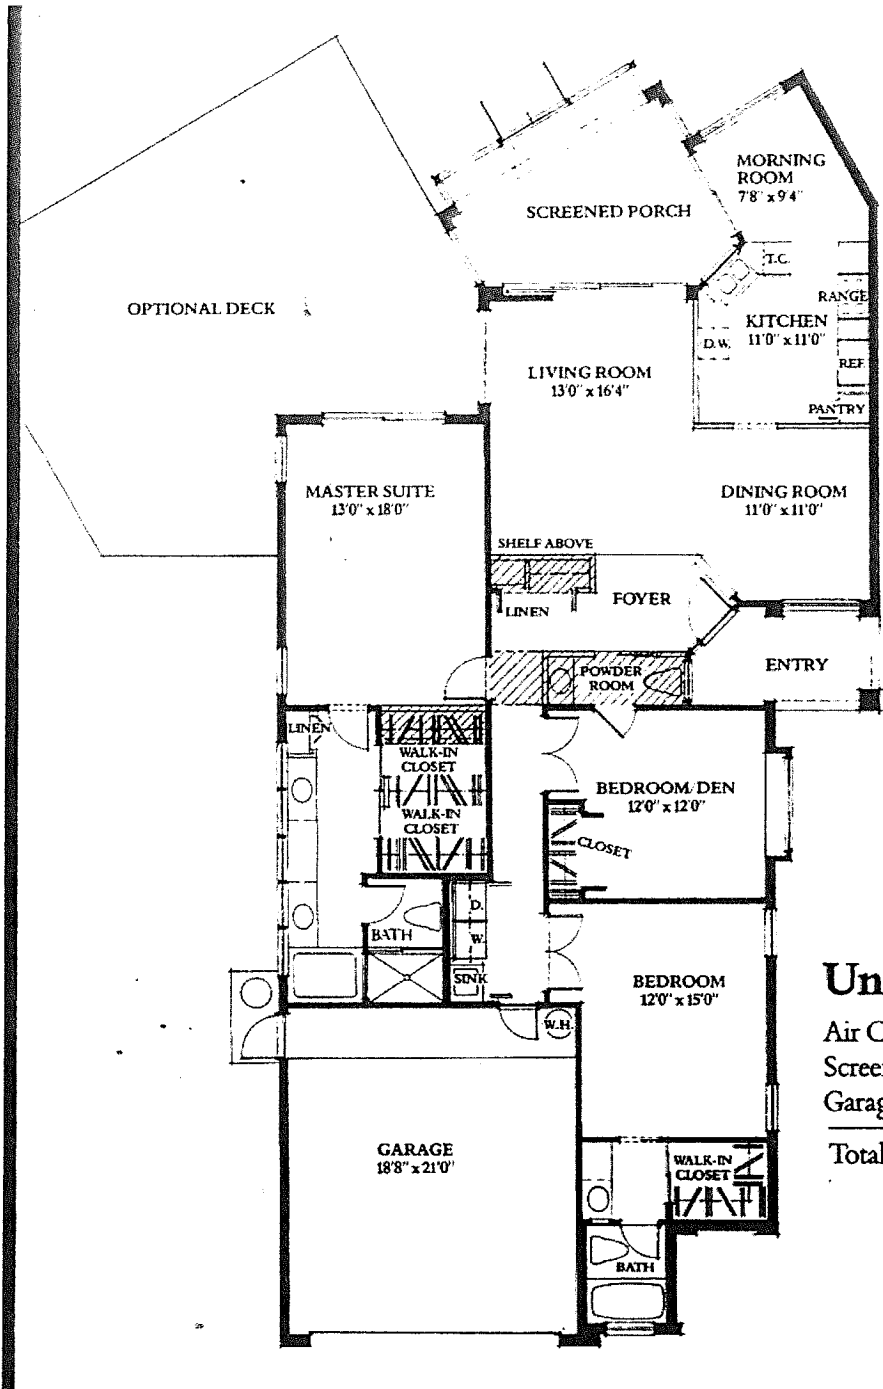 MORNING
ROOM
7'8" x 9'4"
SCREENED PORCH
T.C.
OPTIONAL DECK
RANGE
KITCHEN
11'0" x 11'0"
D.W.
REF.
LIVING ROOM
13'0" x 16'4"
PANTRY
MASTER SUITE
13'0" x 18'0"
DINING ROOM
11'0" x 11'0"
SHELF ABOVE
LINEN
FOYER
POWDER
ROOM
ENTRY
LINEN
WALK-IN
CLOSET
WALK-IN
CLOSET
BEDROOM/DEN
12'0" x 12'0"
CLOSET
D.
W.
BATH
SINK
BEDROOM
12'0" x 15'0"
W.H.
Un
Air C
Scree
Garag
Total
GARAGE
18'8" x 21'0"
WALK-IN
CLOSET
BATH